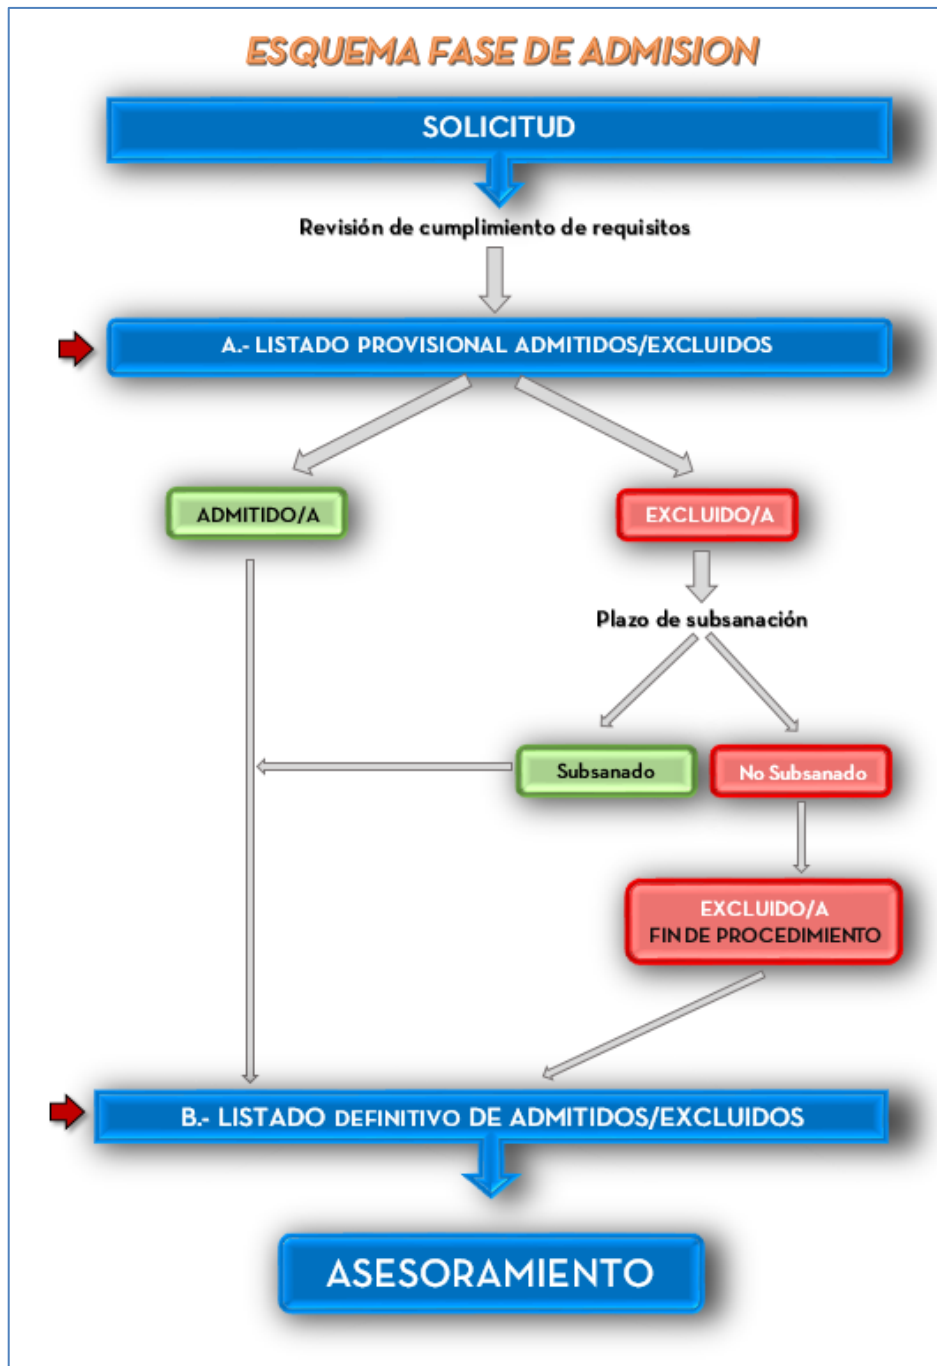 ESQUEMA FASE DE ADMISION
SOLICITUD
Revisión de cumplimiento de requisitos
A.- LISTADO PROVISIONAL ADMITIDOS/EXCLUIDOS
ADMITIDO/A
EXCLUIDO/A
Plazo de subsanación
Subsanado
No Subsanado
EXCLUIDO/A
FIN DE PROCEDIMIENTO
B.- LISTADO DEFINITIVO DE ADMITIDOS/EXCLUIDOS
ASESORAMIENTO